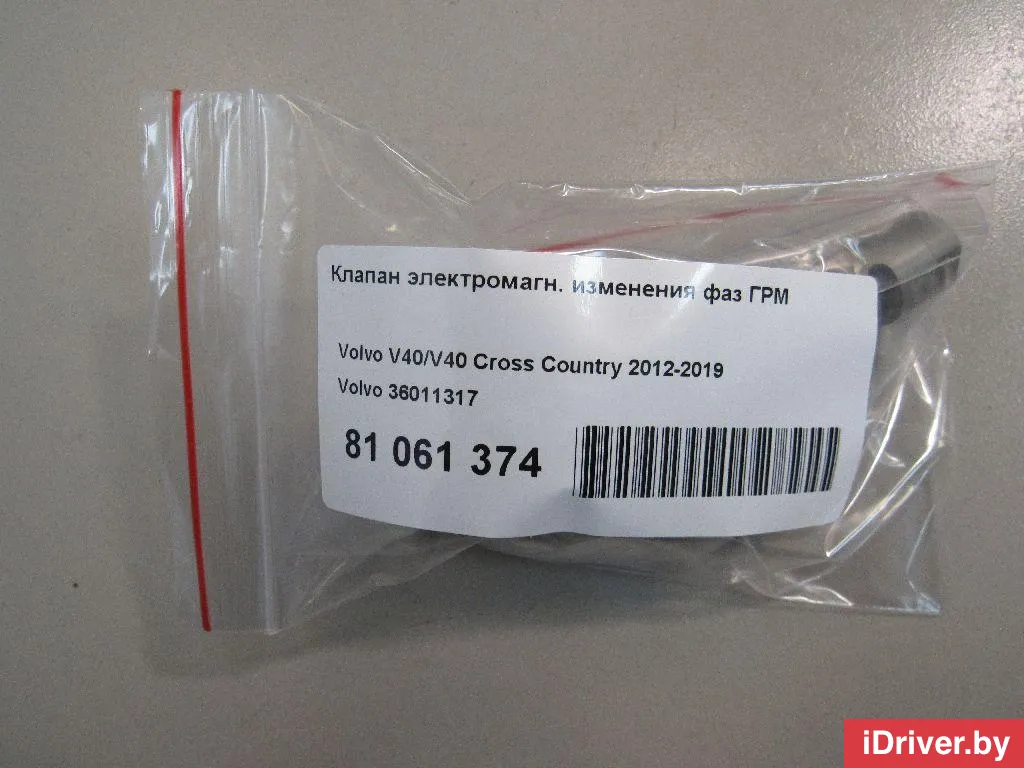 Клапан электромагн. изменения фаз ГРМ
Volvo V40/V40 Cross Country 2012-2019
Volvo 36011317
81 061 374
iDriver.by